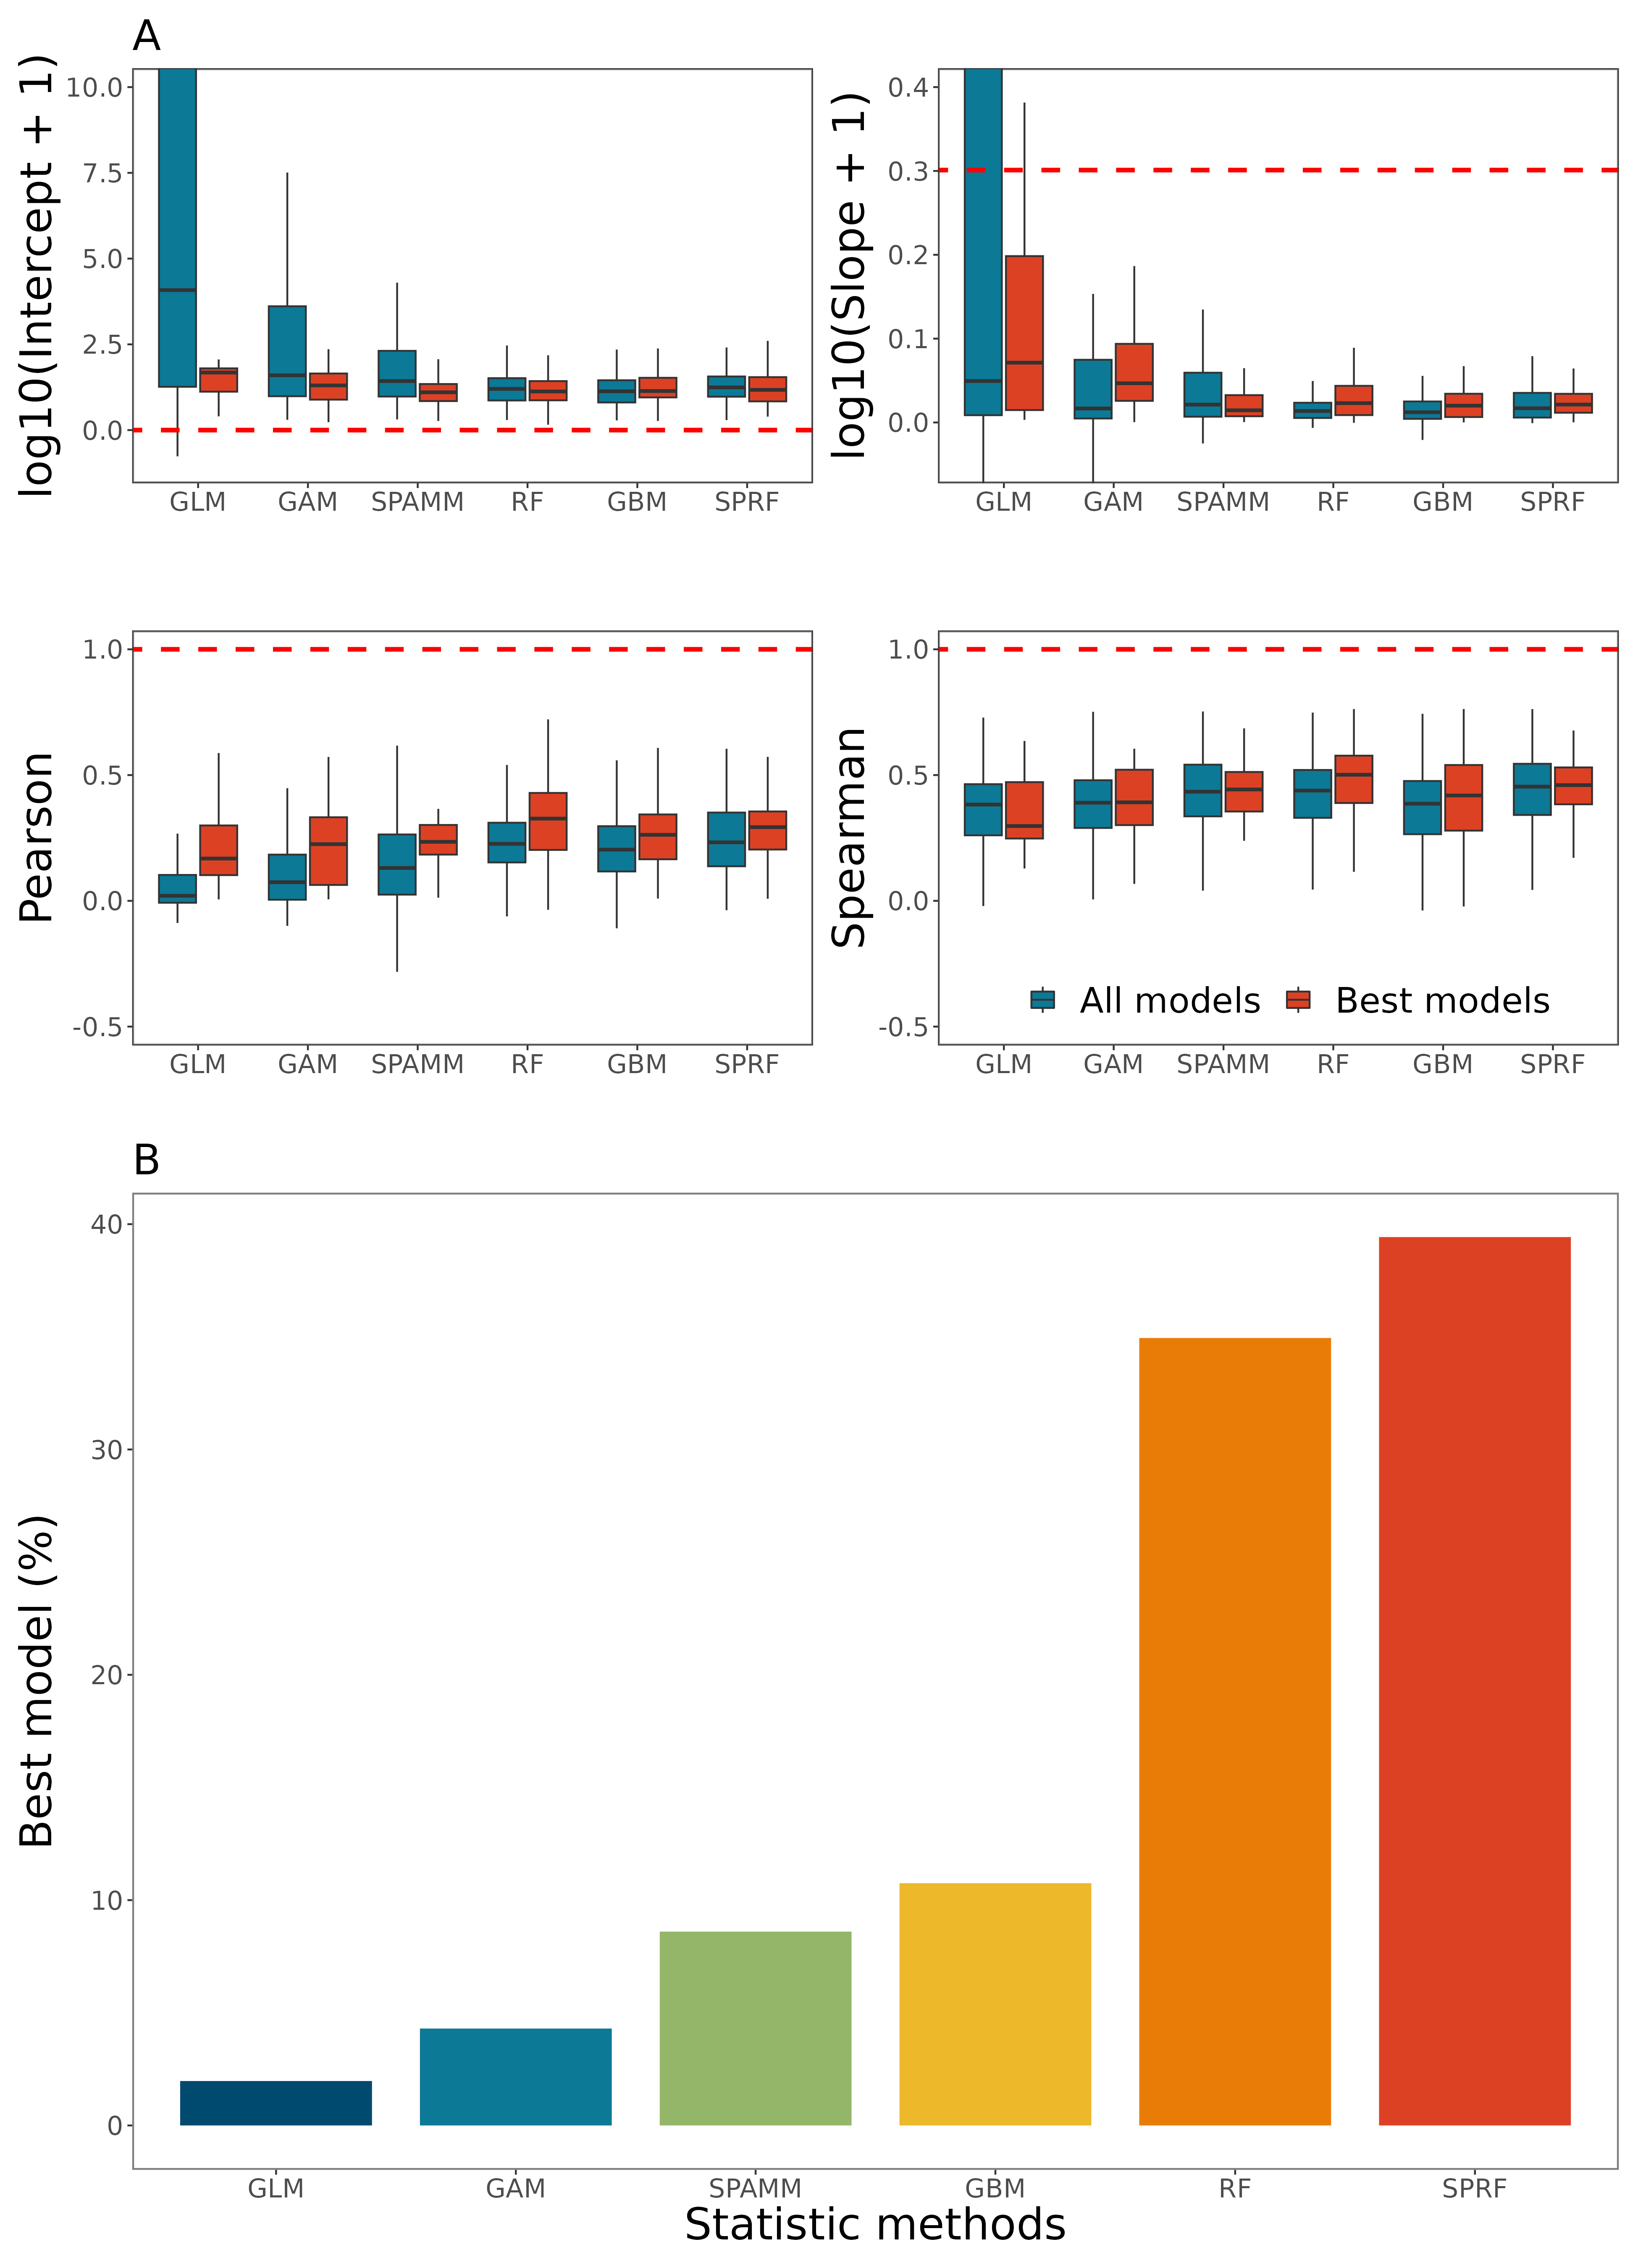 A
log10(Intercept + 1)
10.0
7.5
5.0
2.5
0.0
GLM GAM SPAMM RF GBM SPRF
log10(Slope + 1)
0.4
0.3
0.2
0.1
0.0
GLM GAM SPAMM RF GBM SPRF
Pearson
1.0
0.5
0.0
-0.5
GLM GAM SPAMM RF GBM SPRF
Spearman
1.0
0.5
0.0
-0.5
All models Best models
GLM GAM SPAMM RF GBM SPRF
B
Best model (%)
40
30
20
10
0
GLM GAM SPAMM GBM RF SPRF
Statistic methods